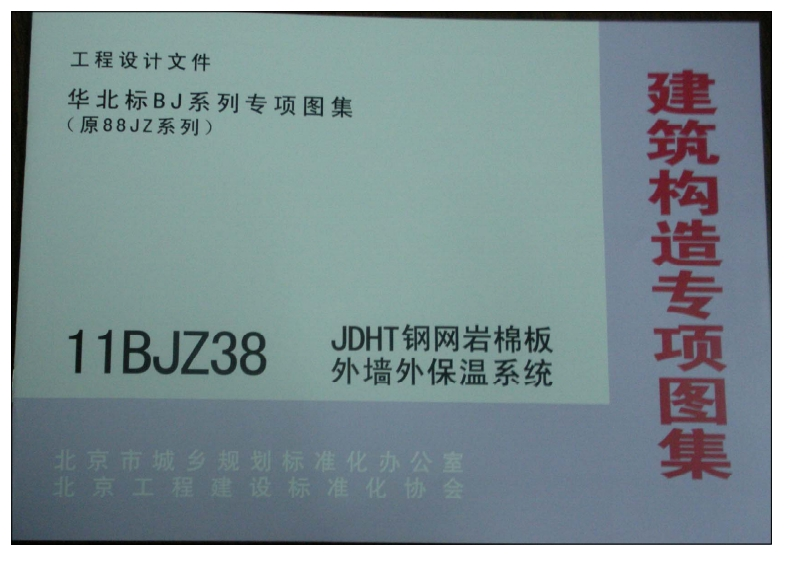 工程设计文件
华北标BJ系列专项图集
(原88JZ系列)
11BJZ38
JDHT钢网岩棉板
外墙外保温系统
北京市城乡规划标准化办公室
北京工程建设标准化协会
建筑构造专项图集